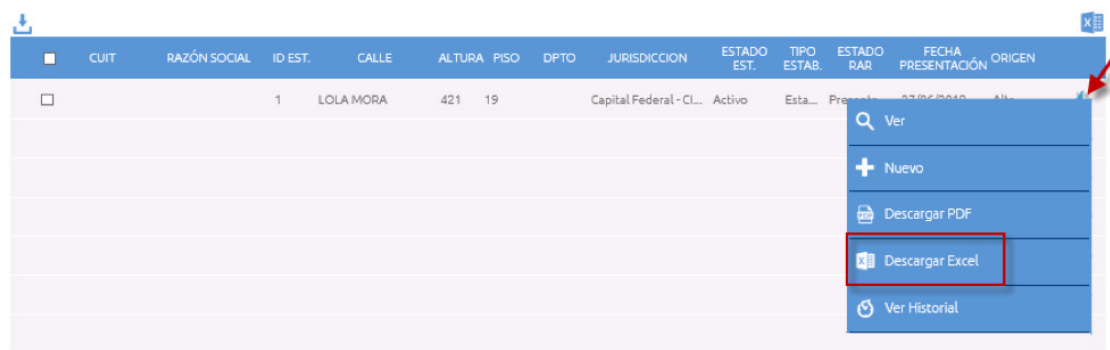 CUIT RAZÓN SOCIAL ID EST. CALLE ALTURA PISO DPTO JURISDICCION ESTADO EST. TIPO ESTAB. ESTADO RAR FECHA PRESENTACIÓN ORIGEN
1 LOLA MORA 421 19 Capital Federal - CI... Activo Esta...
Ver
Nuevo
Descargar PDF
Descargar Excel
Ver Historial